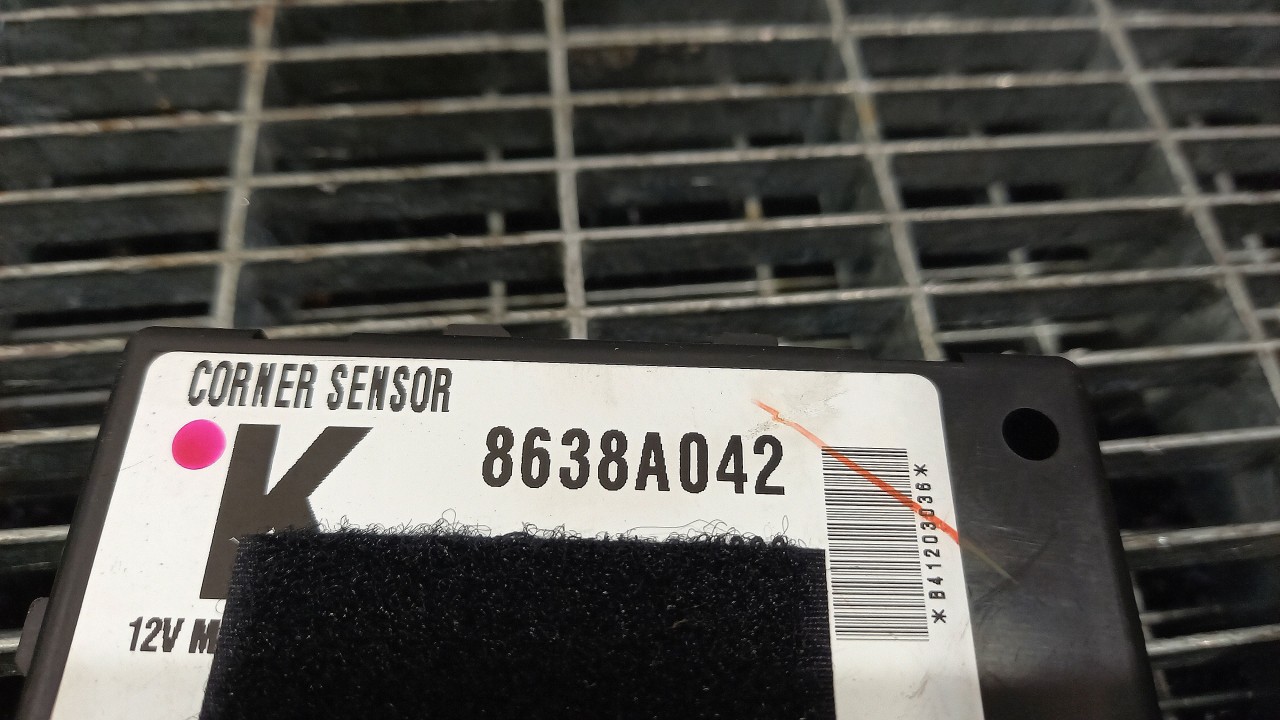 CORNER SENSOR
K
8638A042
12V M
*B41203036*